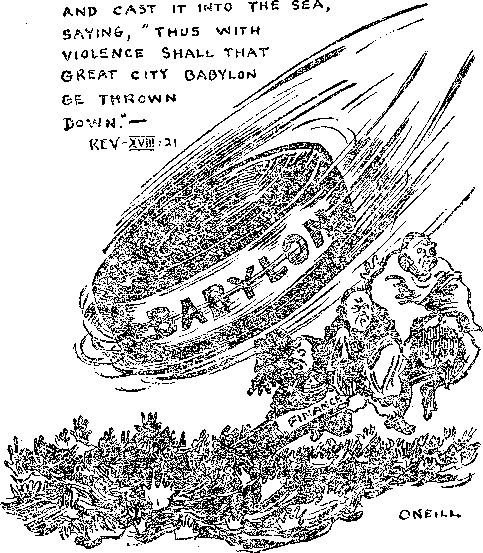 AND CAST IT INTO THE SEA,
SAYING, "THUS WITH
VIOLENCE SHALL THAT
GREAT CITY BABYLON
BE THROWN
DOWN."—
REV-XVIII:21
BABYLON
FINANCE
ONEILL